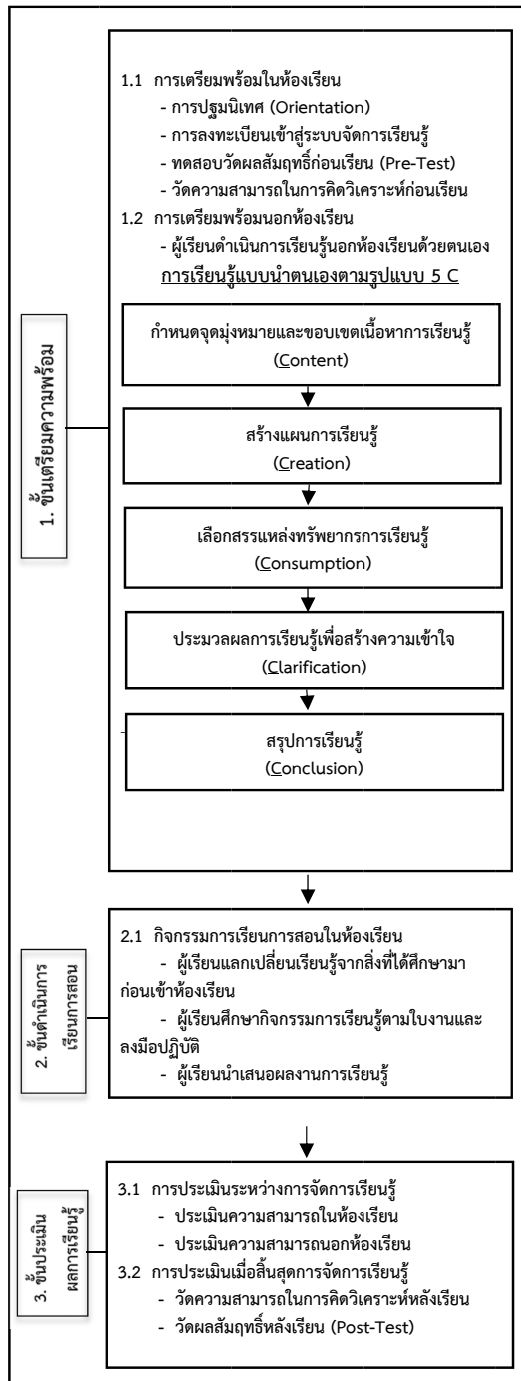 1. ขั้นเตรียมความพร้อม
1.1 การเตรียมพร้อมในห้องเรียน
- การปฐมนิเทศ (Orientation)
- การลงทะเบียนเข้าสู่ระบบจัดการเรียนรู้
- ทดสอบวัดผลสัมฤทธิ์ก่อนเรียน (Pre-Test)
- วัดความสามารถในการคิดวิเคราะห์ก่อนเรียน
1.2 การเตรียมพร้อมนอกห้องเรียน
- ผู้เรียนดำเนินการเรียนรู้นอกห้องเรียนด้วยตนเอง
การเรียนรู้แบบนำตนเองตามรูปแบบ 5 C
กำหนดจุดมุ่งหมายและขอบเขตเนื้อหาการเรียนรู้
(Content)
สร้างแผนการเรียนรู้
(Creation)
เลือกสรรแหล่งทรัพยากรการเรียนรู้
(Consumption)
ประมวลผลการเรียนรู้เพื่อสร้างความเข้าใจ
(Clarification)
สรุปการเรียนรู้
(Conclusion)
2. ขั้นดำเนินการ
เรียนการสอน
2.1 กิจกรรมการเรียนการสอนในห้องเรียน
- ผู้เรียนแลกเปลี่ยนเรียนรู้จากสิ่งที่ได้ศึกษามา
ก่อนเข้าห้องเรียน
- ผู้เรียนศึกษากิจกรรมการเรียนรู้ตามใบงานและ
ลงมือปฏิบัติ
- ผู้เรียนนำเสนอผลงานการเรียนรู้
3. ขั้นประเมิน
ผลการเรียนรู้
3.1 การประเมินระหว่างการจัดการเรียนรู้
- ประเมินความสามารถในห้องเรียน
- ประเมินความสามารถนอกห้องเรียน
3.2 การประเมินเมื่อสิ้นสุดการจัดการเรียนรู้
- วัดความสามารถในการคิดวิเคราะห์หลังเรียน
- วัดผลสัมฤทธิ์หลังเรียน (Post-Test)